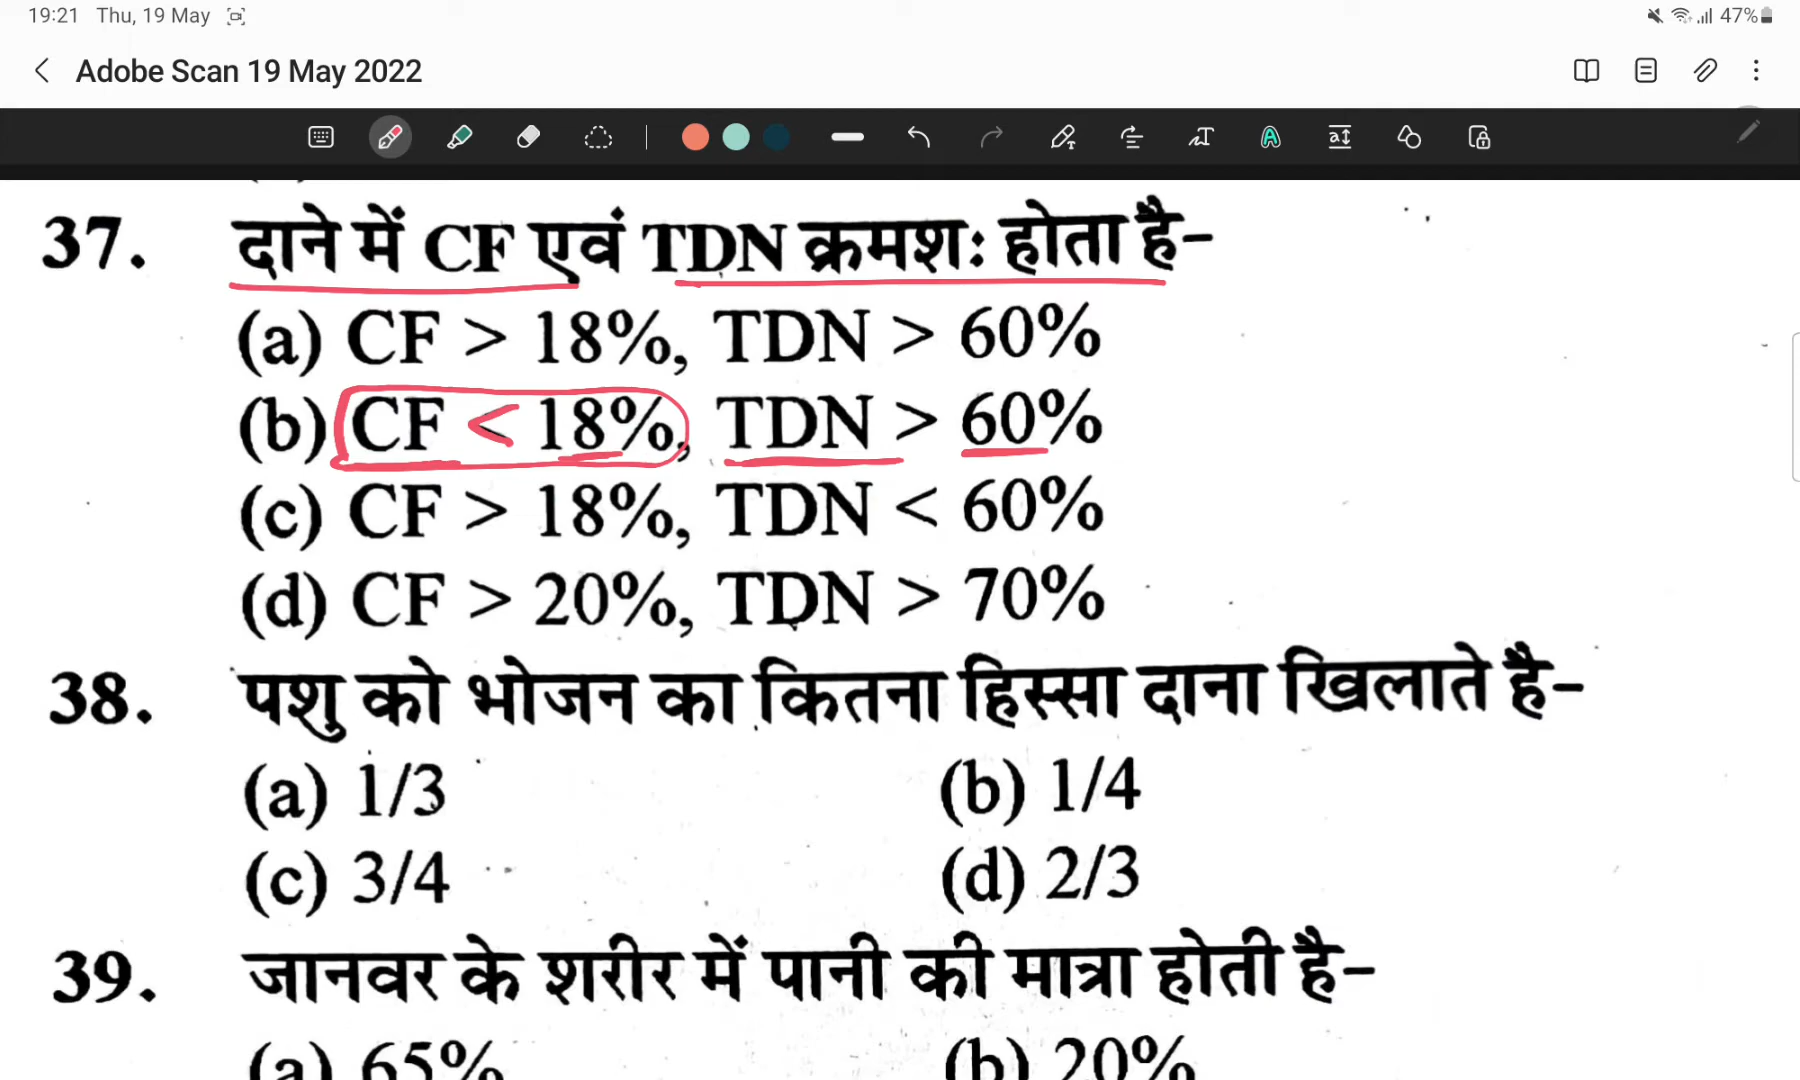 19:21 Thu, 19 May
47%
Adobe Scan 19 May 2022
37. दाने में CF एवं TDN क्रमशः होता है-
(a) CF > 18%, TDN > 60%
(b) CF < 18%, TDN > 60%
(c) CF > 18%, TDN < 60%
(d) CF > 20%, TDN > 70%
38. पशु को भोजन का कितना हिस्सा दाना खिलाते है-
(a) 1/3 (b) 1/4
(c) 3/4 (d) 2/3
39. जानवर के शरीर में पानी की मात्रा होती है-
(a) 65% (b) 20%